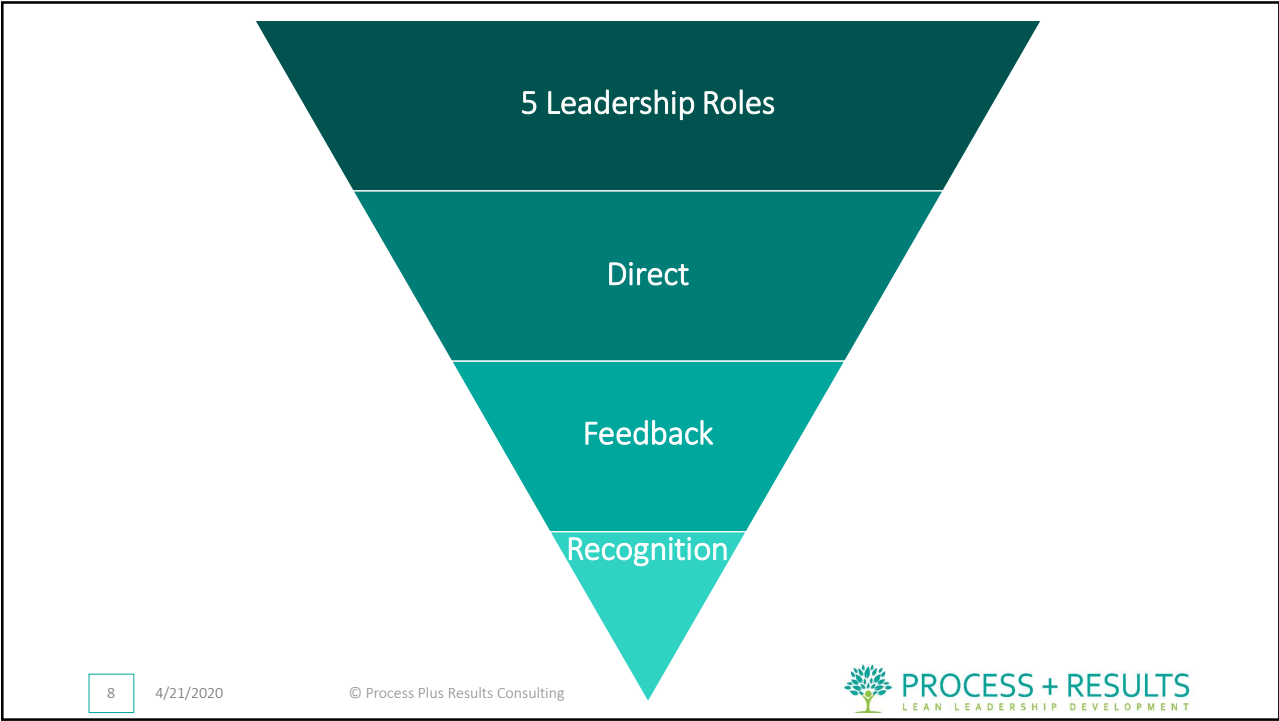 5 Leadership Roles
Direct
Feedback
Recognition
8
4/21/2020
© Process Plus Results Consulting
PROCESS + RESULTS
LEAN LEADERSHIP DEVELOPMENT